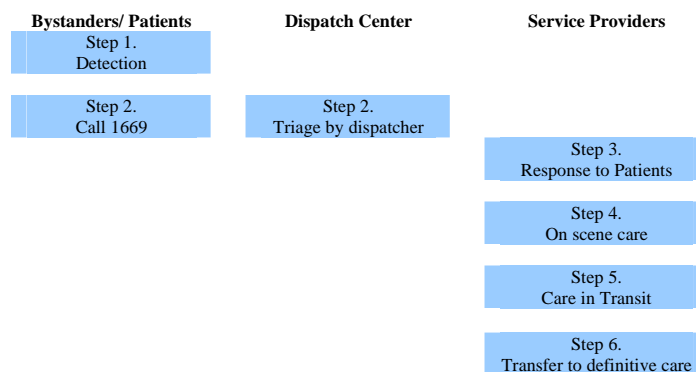 Bystanders/ Patients Dispatch Center Service Providers
Step 1.
Detection
Step 2.
Call 1669
Step 2.
Triage by dispatcher
Step 3.
Response to Patients
Step 4.
On scene care
Step 5.
Care in Transit
Step 6.
Transfer to definitive care